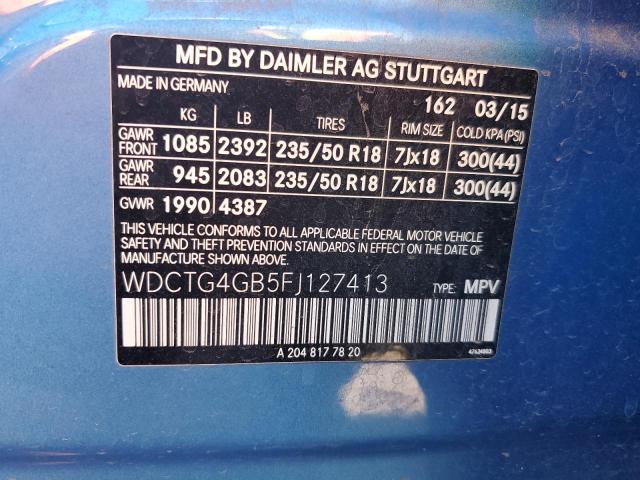 MFD BY DAIMLER AG STUTTGART
MADE IN GERMANY
162 03/15
KG LB TIRES RIM SIZE COLD KPA(PSI)
GAWR FRONT 1085 2392 235/50 R18 7Jx18 300(44)
GAWR REAR 945 2083 235/50 R18 7Jx18 300(44)
GVWR 1990 4387
THIS VEHICLE CONFORMS TO ALL APPLICABLE FEDERAL MOTOR VEHICLE
SAFETY AND THEFT PREVENTION STANDARDS IN EFFECT ON THE DATE OF
MANUFACTURE SHOWN ABOVE.
WDCTG4GB5FJ127413 TYPE: MPV
A 204 817 78 20